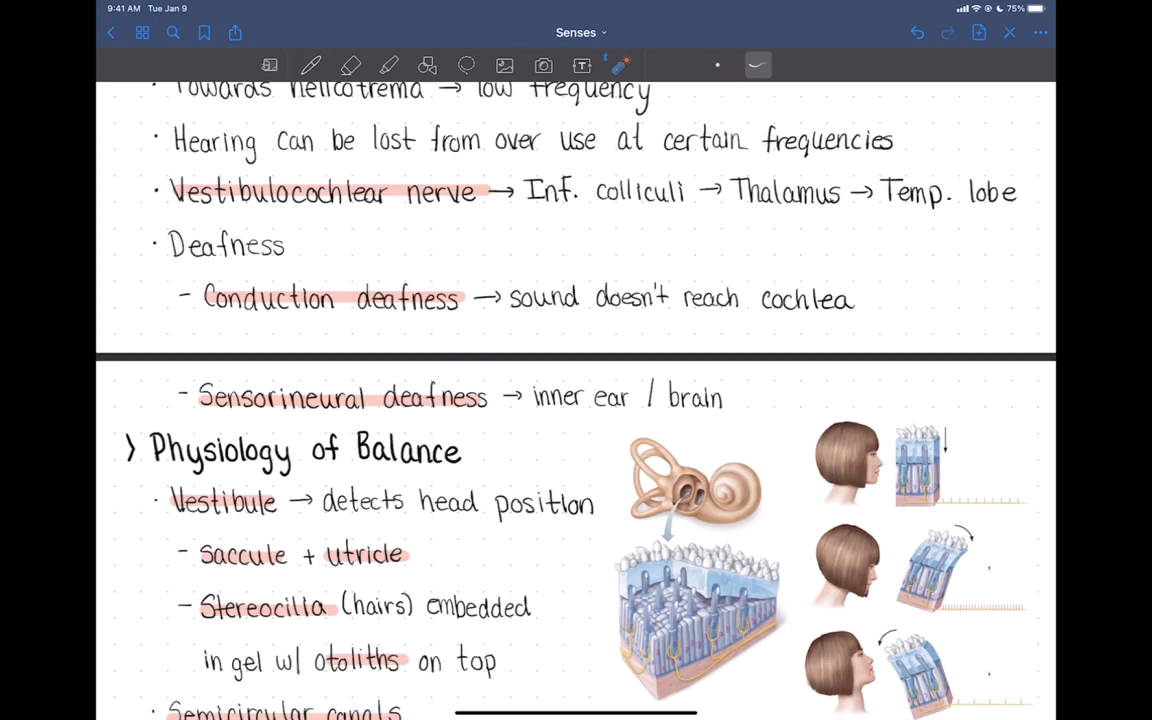 9:41 AM Tue Jan 9
75%
Senses
· Towards helicotrema → low frequency
· Hearing can be lost from over use at certain frequencies
· Vestibulocochlear nerve → Inf. colliculi → Thalamus → Temp. lobe
· Deafness
- Conduction deafness → sound doesn't reach cochlea
- Sensorineural deafness → inner ear / brain
> Physiology of Balance
· Vestibule → detects head position
- Saccule + utricle
- Stereocilia (hairs) embedded
in gel w/ otoliths on top
· Semicircular canals